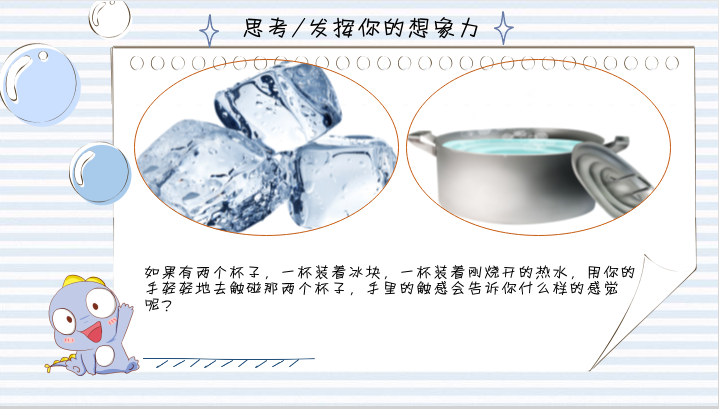 思考/发挥你的想象力
如果有两个杯子，一杯装着冰块，一杯装着刚烧开的热水，用你的
手轻轻地去触碰那两个杯子，手里的触感会告诉你什么样的感觉
呢？